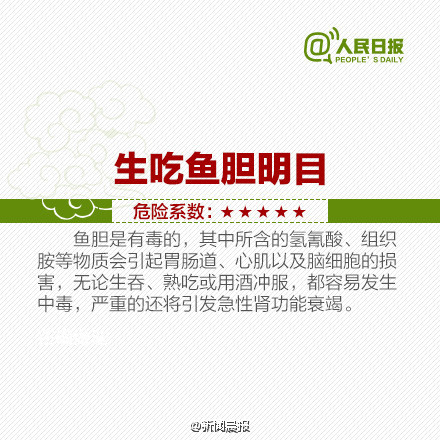 @人民日报
PEOPLE'S DAILY
生吃鱼胆明目
危险系数：★★★★★
鱼胆是有毒的，其中所含的氢氰酸、组织
胺等物质会引起胃肠道、心肌以及脑细胞的损
害，无论生吞、熟吃或用酒冲服，都容易发生
中毒，严重的还将引发急性肾功能衰竭。
@新闻晨报